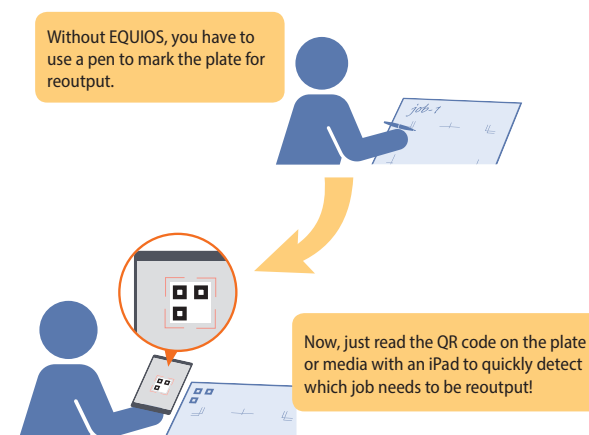 Without EQUIOS, you have to
use a pen to mark the plate for
reoutput.
job-1
Now, just read the QR code on the plate
or media with an iPad to quickly detect
which job needs to be reoutput!